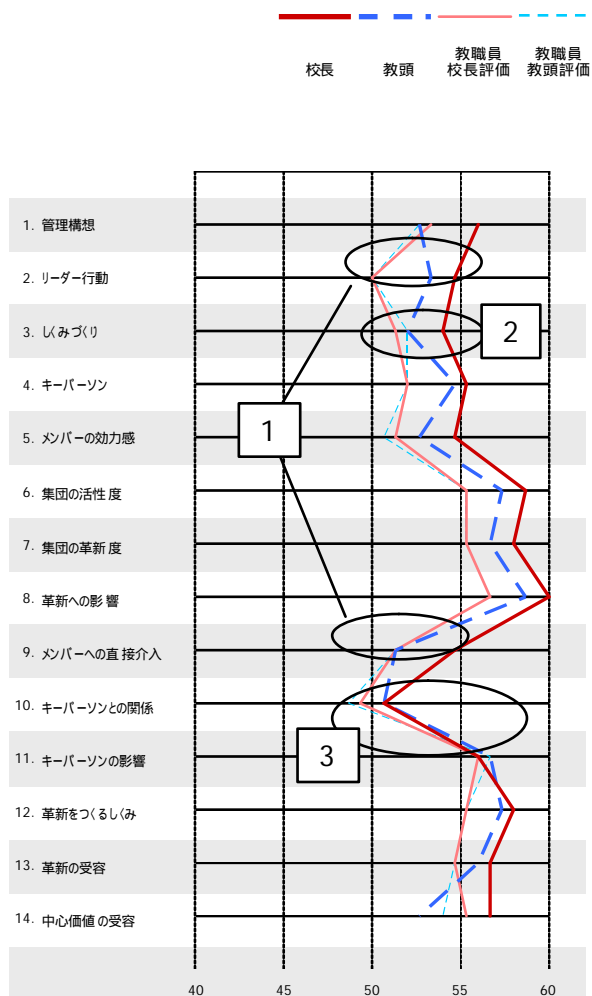 校長
教頭
教職員
校長評価
教職員
教頭評価
1. 管理構想
2. リーダー行動
3. しくみづくり
4. キーパーソン
5. メンバーの効力感
6. 集団の活性度
7. 集団の革新度
8. 革新への影響
9. メンバーへの直接介入
10. キーパーソンとの関係
11. キーパーソンの影響
12. 革新をつくるしくみ
13. 革新の受容
14. 中心価値の受容
1
2
3
40 45 50 55 60